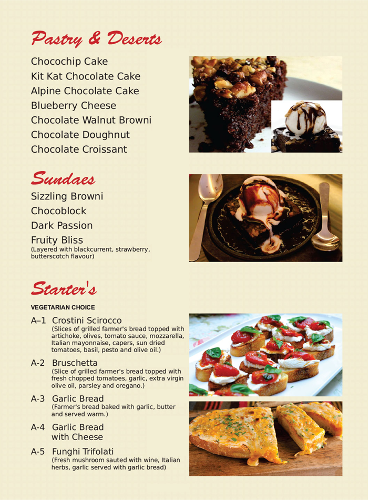 Pastry & Deserts
Chocochip Cake
Kit Kat Chocolate Cake
Alpine Chocolate Cake
Blueberry Cheese
Chocolate Walnut Browni
Chocolate Doughnut
Chocolate Croissant
Sundaes
Sizzling Browni
Chocoblock
Dark Passion
Fruity Bliss
(Layered with blackcurrent, strawberry,
butterscotch flavour)
Starter's
VEGETARIAN CHOICE
A–1 Crostini Scirocco
(Slices of grilled farmer's bread topped with
artichoke, olives, tomato sauce, mozzarella,
Italian mayonnaise, capers, sun dried
tomatoes, basil, pesto and olive oil.)
A-2 Bruschetta
(Slice of grilled farmer's bread topped with
fresh chopped tomatoes, garlic, extra virgin
olive oil, parsley and oregano.)
A-3 Garlic Bread
(Farmer's bread baked with garlic, butter
and served warm.)
A-4 Garlic Bread
with Cheese
A-5 Funghi Trifolati
(Fresh mushroom sauted with wine, Italian
herbs, garlic served with garlic bread)